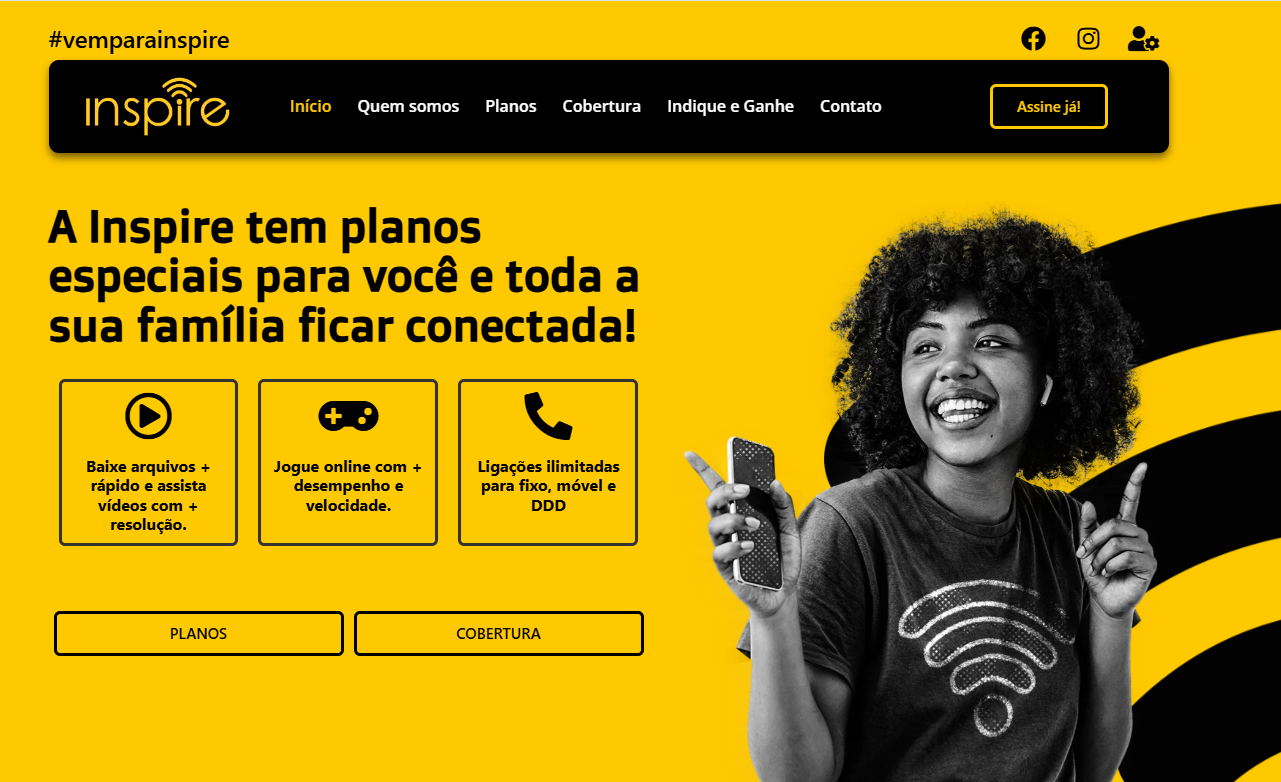 #vemparainspire
inspire
Início Quem somos Planos Cobertura Indique e Ganhe Contato Assine já!
A Inspire tem planos
especiais para você e toda a
sua família ficar conectada!
Baixe arquivos +
rápido e assista
vídeos com +
resolução.
Jogue online com +
desempenho e
velocidade.
Ligações ilimitadas
para fixo, móvel e
DDD
PLANOS
COBERTURA